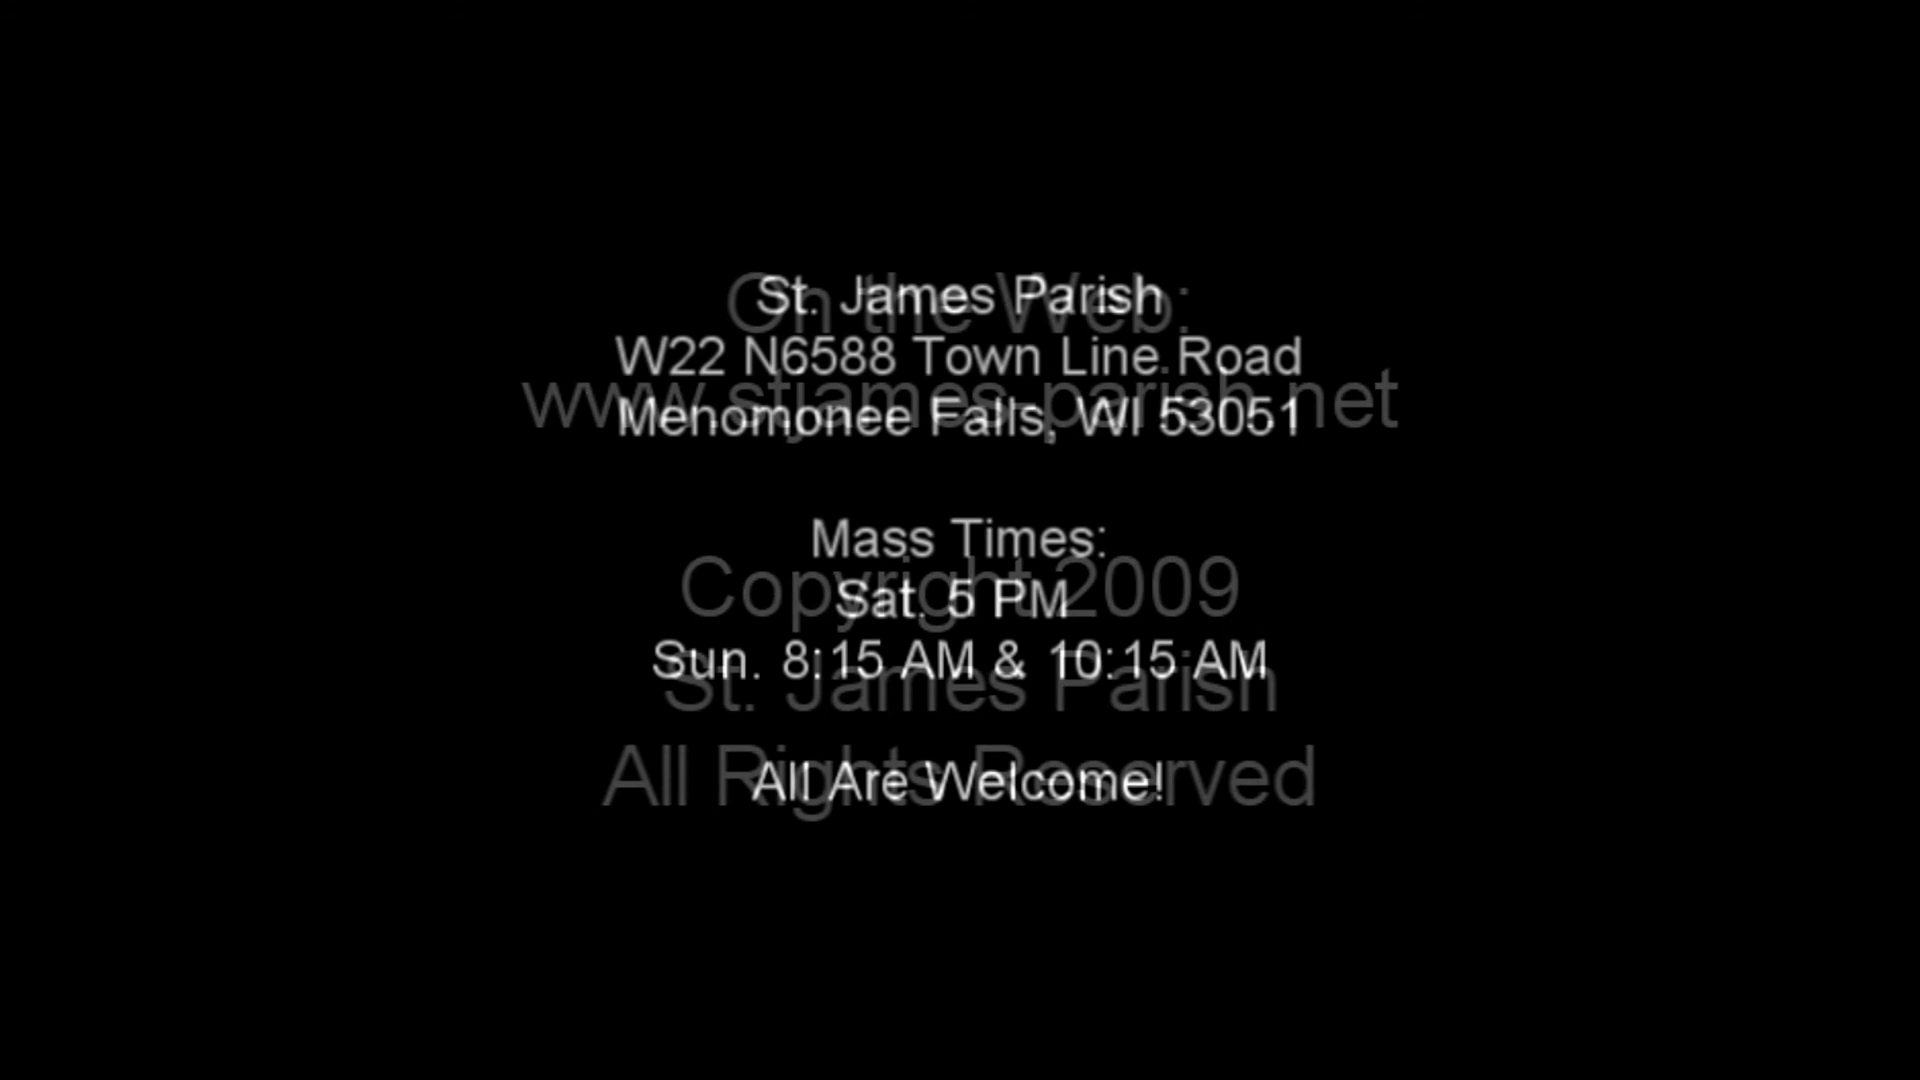 St. James Parish
W22 N6588 Town Line Road
Menomonee Falls, WI 53051
Mass Times:
Sat. 5 PM
Sun. 8:15 AM & 10:15 AM
All Are Welcome!
On the Web:
www.stjames-parish.net
Copyright 2009
St. James Parish
All Rights Reserved